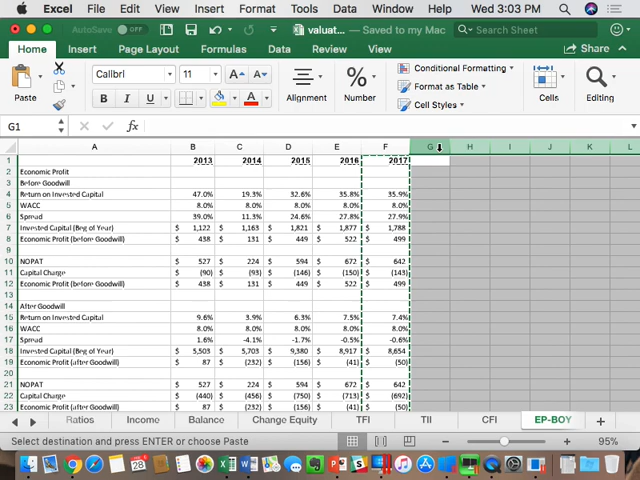 Excel File Edit View Insert Format Tools Data Window Help Wed 3:03 PM
AutoSave OFF valuat... — Saved to my Mac Search Sheet
Home Insert Page Layout Formulas Data Review View Share
Paste Calibri 11 A A Alignment % Number Conditional Formatting Format as Table Cell Styles Cells Editing
B I U A
G1 fx
A B C D E F G H I J K L
1 2013 2014 2015 2016 2017
2 Economic Profit
3 Before Goodwill
4 Return on Invested Capital 47.0% 19.3% 32.6% 35.8% 35.9%
5 WACC 8.0% 8.0% 8.0% 8.0% 8.0%
6 Spread 39.0% 11.3% 24.6% 27.8% 27.9%
7 Invested Capital (Beg of Year) $ 1,122 $ 1,163 $ 1,821 $ 1,877 $ 1,788
8 Economic Profit (before Goodwill) $ 438 $ 131 $ 449 $ 522 $ 499
9
10 NOPAT $ 527 $ 224 $ 594 $ 672 $ 642
11 Capital Charge $ (90) $ (93) $ (146) $ (150) $ (143)
12 Economic Profit (before Goodwill) $ 438 $ 131 $ 449 $ 522 $ 499
13
14 After Goodwill
15 Return on Invested Capital 9.6% 3.9% 6.3% 7.5% 7.4%
16 WACC 8.0% 8.0% 8.0% 8.0% 8.0%
17 Spread 1.6% -4.1% -1.7% -0.5% -0.6%
18 Invested Capital (Beg of Year) $ 5,503 $ 5,703 $ 9,380 $ 8,917 $ 8,654
19 Economic Profit (after Goodwill) $ 87 $ (232) $ (156) $ (41) $ (50)
20
21 NOPAT $ 527 $ 224 $ 594 $ 672 $ 642
22 Capital Charge $ (440) $ (456) $ (750) $ (713) $ (692)
23 Economic Profit (after Goodwill) $ 87 $ (232) $ (156) $ (41) $ (50)
Ratios Income Balance Change Equity TFI TII CFI EP-BOY
Select destination and press ENTER or choose Paste 95%